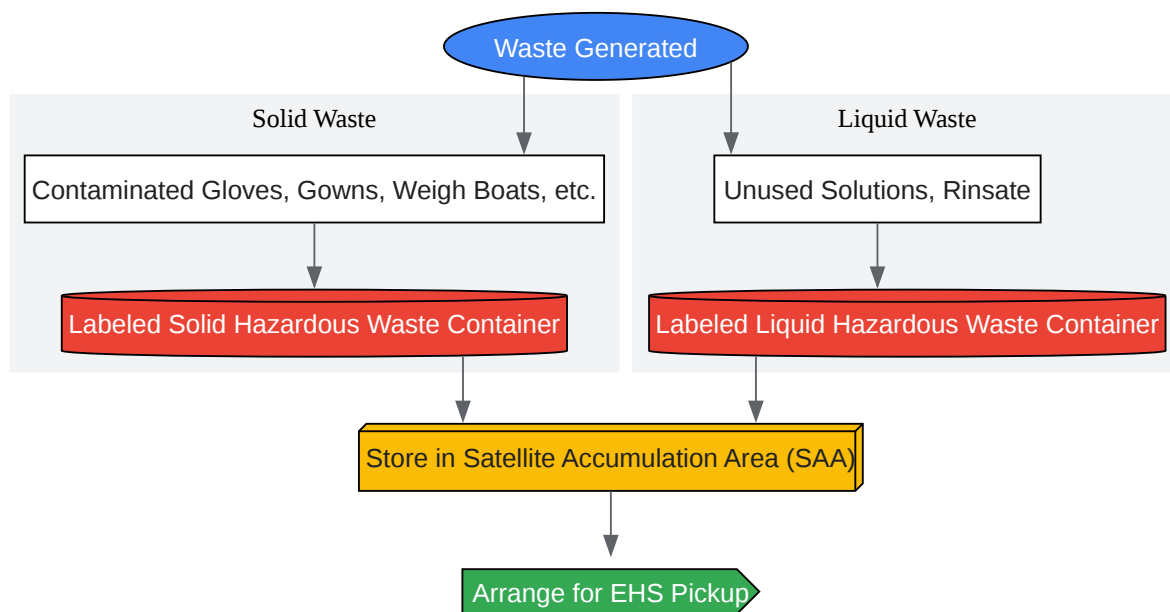 Waste Generated
Solid Waste
Liquid Waste
Contaminated Gloves, Gowns, Weigh Boats, etc.
Unused Solutions, Rinsate
Labeled Solid Hazardous Waste Container
Labeled Liquid Hazardous Waste Container
Store in Satellite Accumulation Area (SAA)
Arrange for EHS Pickup